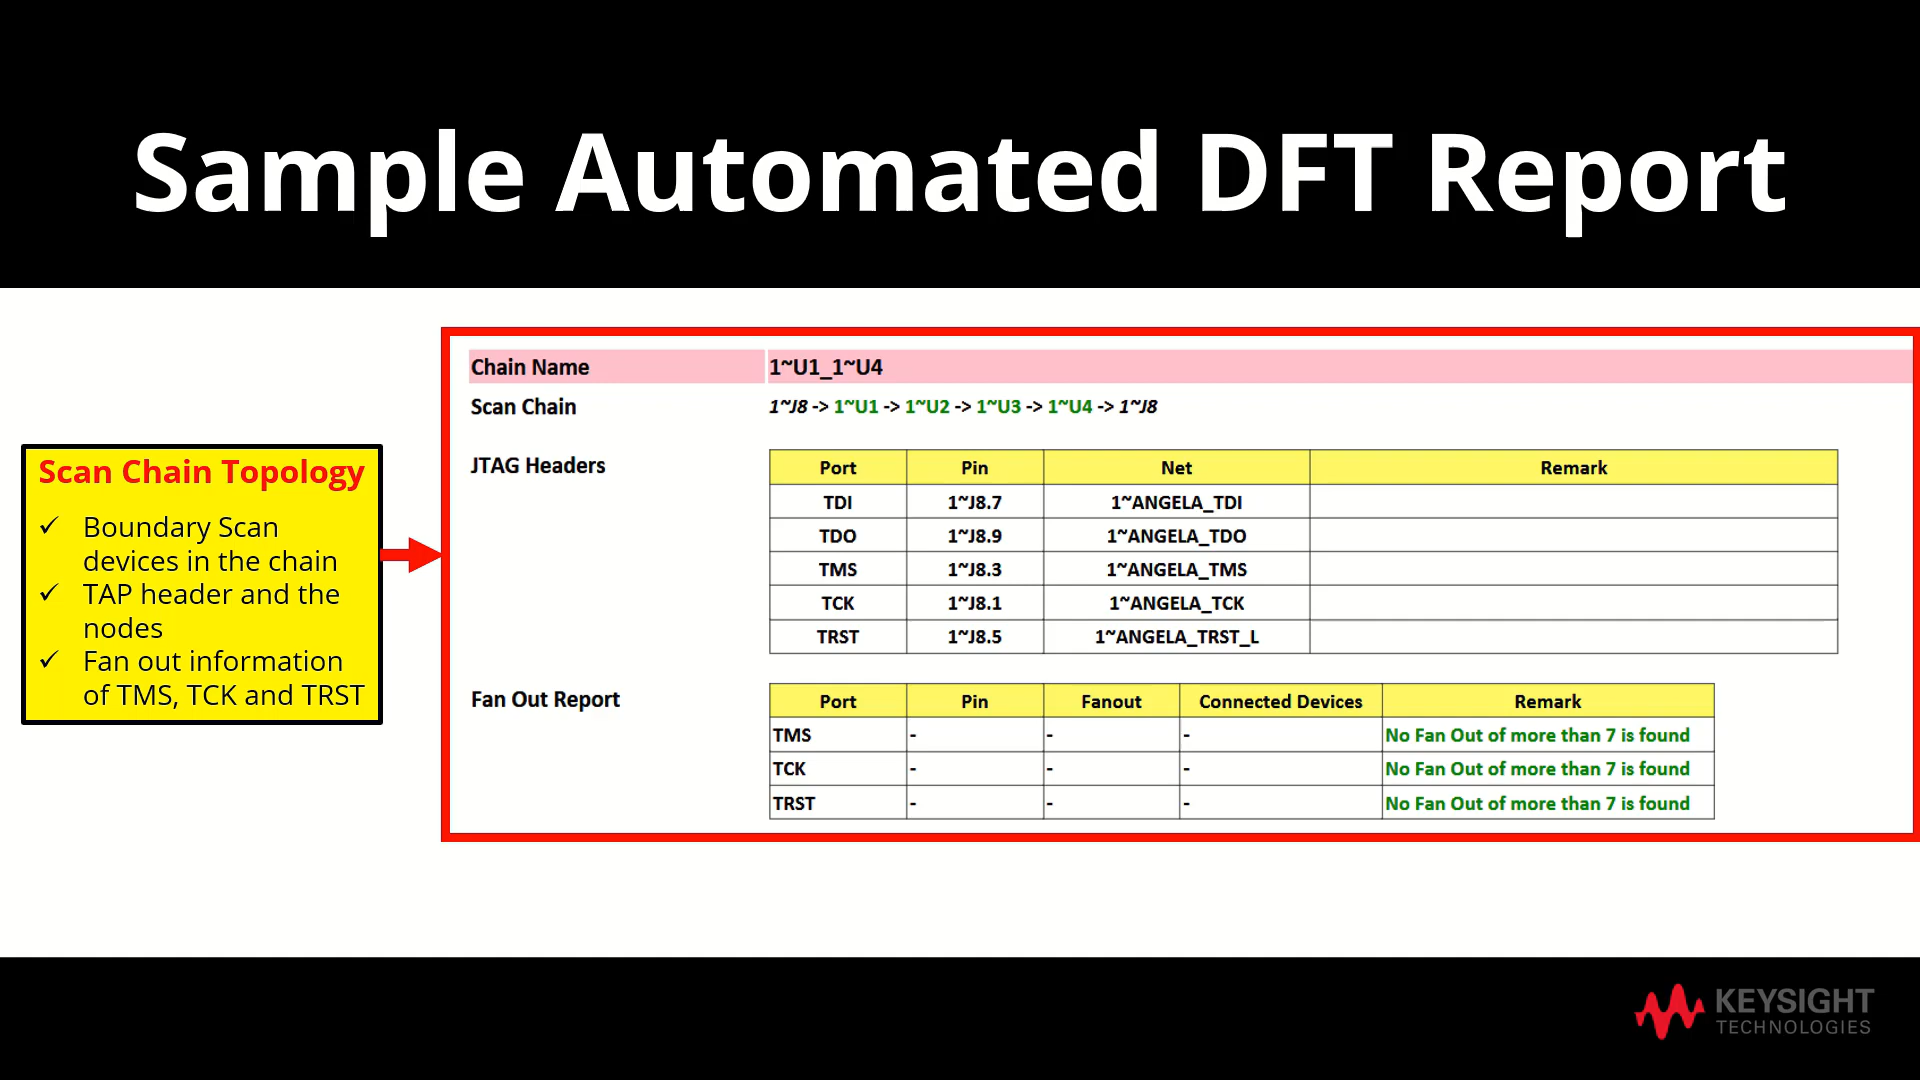 Sample Automated DFT Report
Scan Chain Topology
✓ Boundary Scan
devices in the chain
✓ TAP header and the
nodes
✓ Fan out information
of TMS, TCK and TRST
Chain Name 1~U1_1~U4
Scan Chain 1~J8 -> 1~U1 -> 1~U2 -> 1~U3 -> 1~U4 -> 1~J8
JTAG Headers
Port Pin Net Remark
TDI 1~J8.7 1~ANGELA_TDI
TDO 1~J8.9 1~ANGELA_TDO
TMS 1~J8.3 1~ANGELA_TMS
TCK 1~J8.1 1~ANGELA_TCK
TRST 1~J8.5 1~ANGELA_TRST_L
Fan Out Report
Port Pin Fanout Connected Devices Remark
TMS - - - No Fan Out of more than 7 is found
TCK - - - No Fan Out of more than 7 is found
TRST - - - No Fan Out of more than 7 is found
KEYSIGHT
TECHNOLOGIES